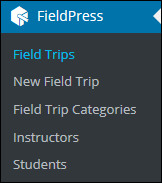 FieldPress
Field Trips
New Field Trip
Field Trip Categories
Instructors
Students